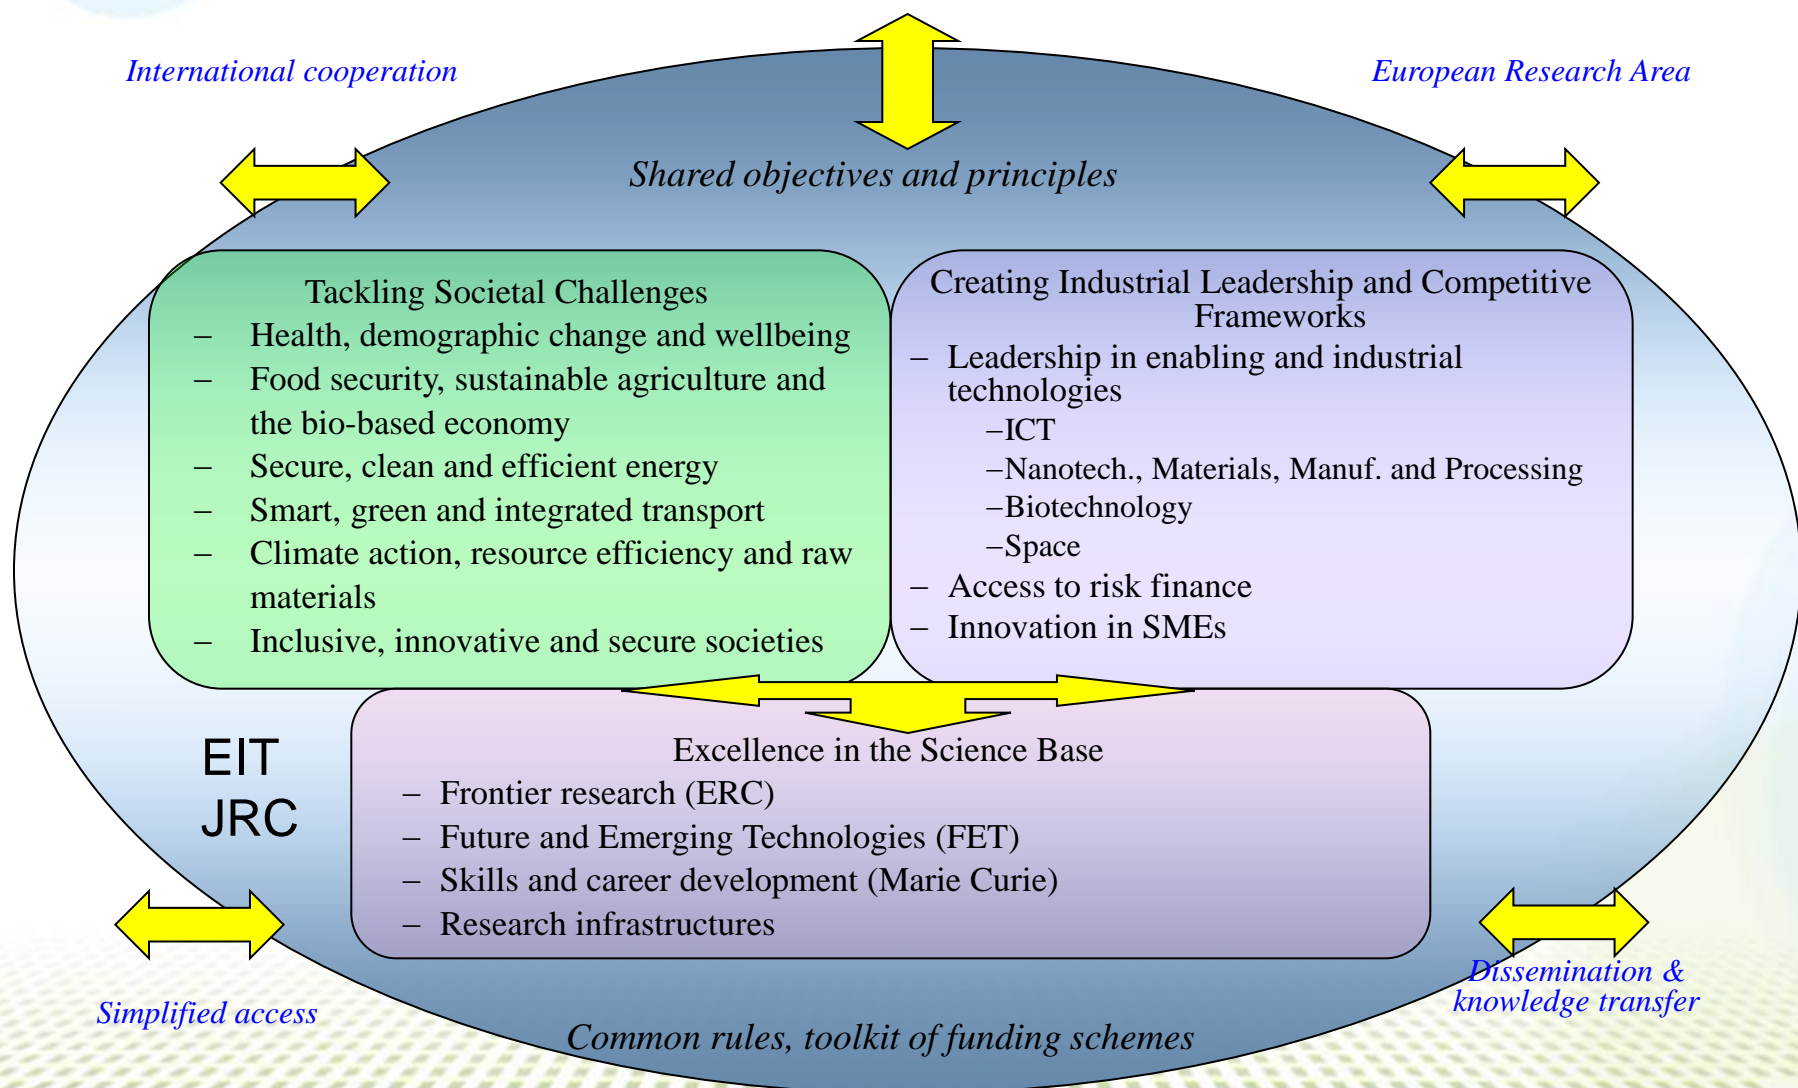 International cooperation
European Research Area
Shared objectives and principles
Tackling Societal Challenges
– Health, demographic change and wellbeing
– Food security, sustainable agriculture and
the bio-based economy
– Secure, clean and efficient energy
– Smart, green and integrated transport
– Climate action, resource efficiency and raw
materials
– Inclusive, innovative and secure societies
Creating Industrial Leadership and Competitive
Frameworks
– Leadership in enabling and industrial
technologies
–ICT
–Nanotech., Materials, Manuf. and Processing
–Biotechnology
–Space
– Access to risk finance
– Innovation in SMEs
EIT
JRC
Excellence in the Science Base
– Frontier research (ERC)
– Future and Emerging Technologies (FET)
– Skills and career development (Marie Curie)
– Research infrastructures
Simplified access
Dissemination &
knowledge transfer
Common rules, toolkit of funding schemes